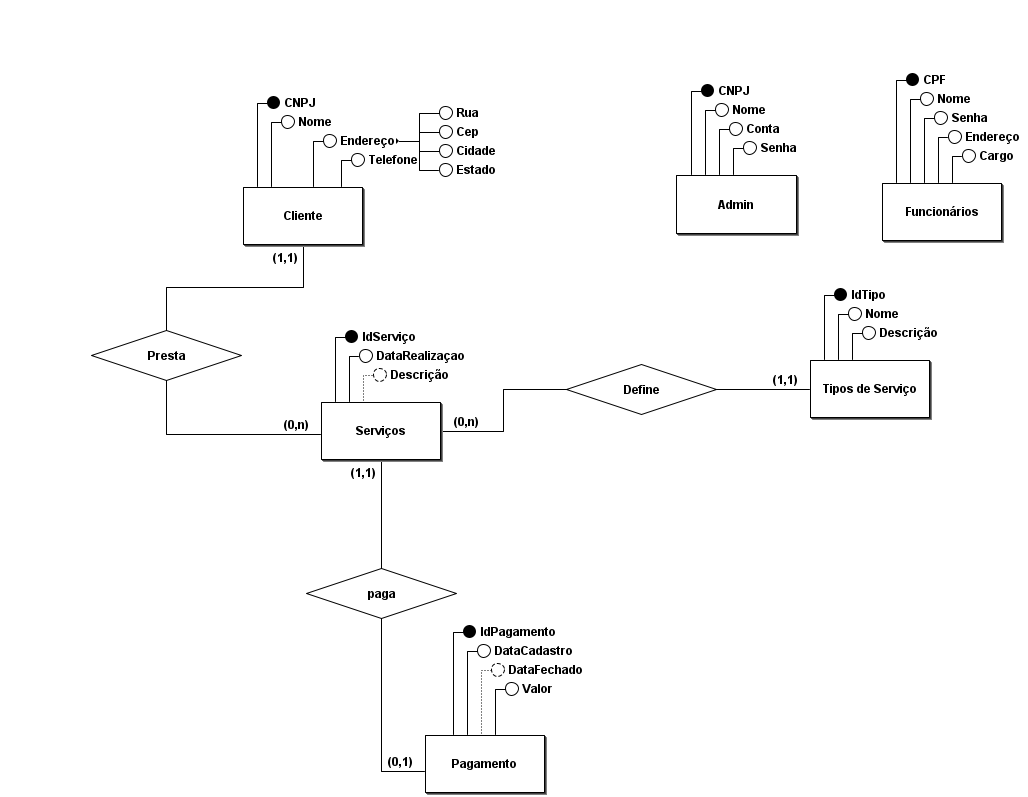 CNPJ
Nome
Endereço
Telefone
Rua
Cep
Cidade
Estado
Cliente
(1,1)
CNPJ
Nome
Conta
Senha
Admin
CPF
Nome
Senha
Endereço
Cargo
Funcionários
Presta
(0,n)
IdServiço
DataRealizaçao
Descrição
Serviços
(0,n)
(1,1)
Define
(1,1)
IdTipo
Nome
Descrição
Tipos de Serviço
paga
(0,1)
IdPagamento
DataCadastro
DataFechado
Valor
Pagamento